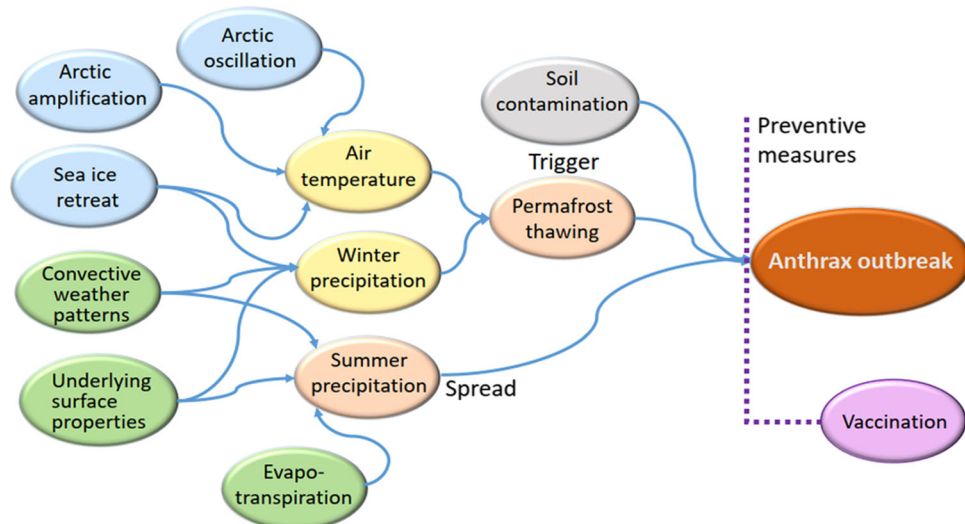 Arctic
oscillation
Arctic
amplification
Soil
contamination
Preventive
measures
Air
temperature
Trigger
Sea ice
retreat
Permafrost
thawing
Winter
precipitation
Anthrax outbreak
Convective
weather
patterns
Summer
precipitation
Spread
Underlying
surface
properties
Vaccination
Evapo-
transpiration